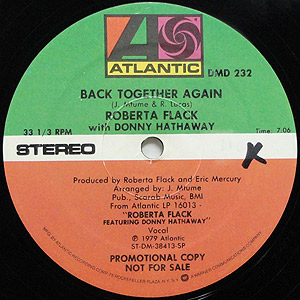 ATLANTIC
DMD 232
BACK TOGETHER AGAIN
(J. Mtume & R. Lucas)
ROBERTA FLACK
33 1/3 RPM
with DONNY HATHAWAY
Time: 7:06
STEREO
X
Produced by Roberta Flack and Eric Mercury
Arranged by: J. Mtume
Pub., Scarab Music, BMI
From Atlantic LP 16013 -
"ROBERTA FLACK
FEATURING DONNY HATHAWAY"
Vocal
℗ 1979 Atlantic
ST-DM-38413-SP
PROMOTIONAL COPY
NOT FOR SALE